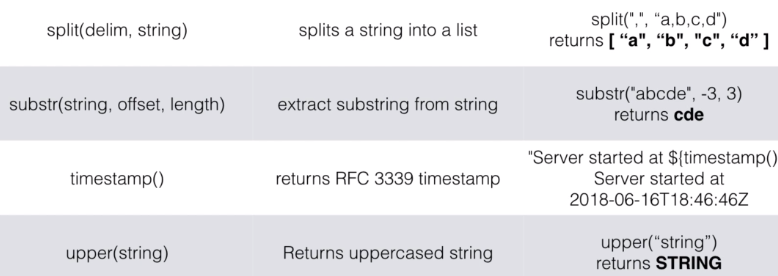 split(delim, string)
splits a string into a list
split(",", “a,b,c,d")
returns [ “a", “b", "c", “d” ]
substr(string, offset, length)
extract substring from string
substr("abcde", -3, 3)
returns cde
timestamp()
returns RFC 3339 timestamp
"Server started at ${timestamp()
Server started at
2018-06-16T18:46:46Z
upper(string)
Returns uppercased string
upper(“string”)
returns STRING